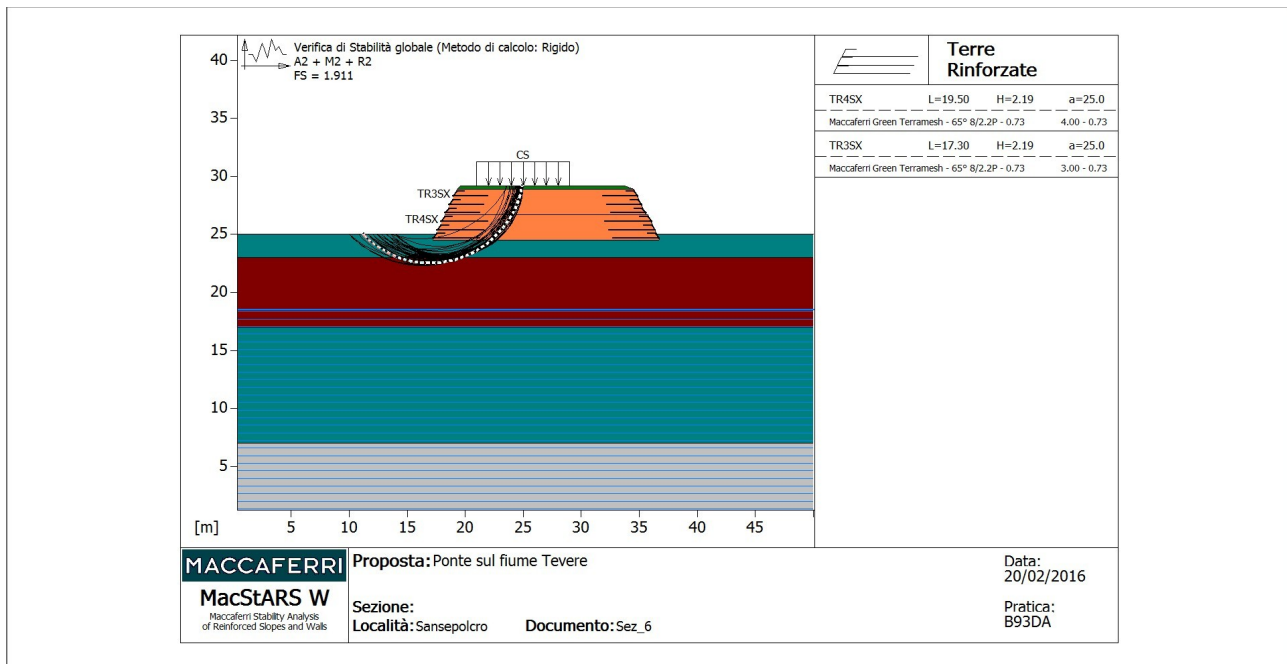 Verifica di Stabilità globale (Metodo di calcolo: Rigido)
A2 + M2 + R2
FS = 1.911
Terre
Rinforzate
TR4SX L=19.50 H=2.19 a=25.0
Maccaferri Green Terramesh - 65° 8/2.2P - 0.73 4.00 - 0.73
TR3SX L=17.30 H=2.19 a=25.0
Maccaferri Green Terramesh - 65° 8/2.2P - 0.73 3.00 - 0.73
40
35
30
25
20
15
10
5
CS
TR3SX
TR4SX
[m] 5 10 15 20 25 30 35 40 45
MACCAFERRI
MacStARS W
Maccaferri Stability Analysis
of Reinforced Slopes and Walls
Proposta: Ponte sul fiume Tevere
Sezione:
Località: Sansepolcro Documento: Sez_6
Data:
20/02/2016
Pratica:
B93DA